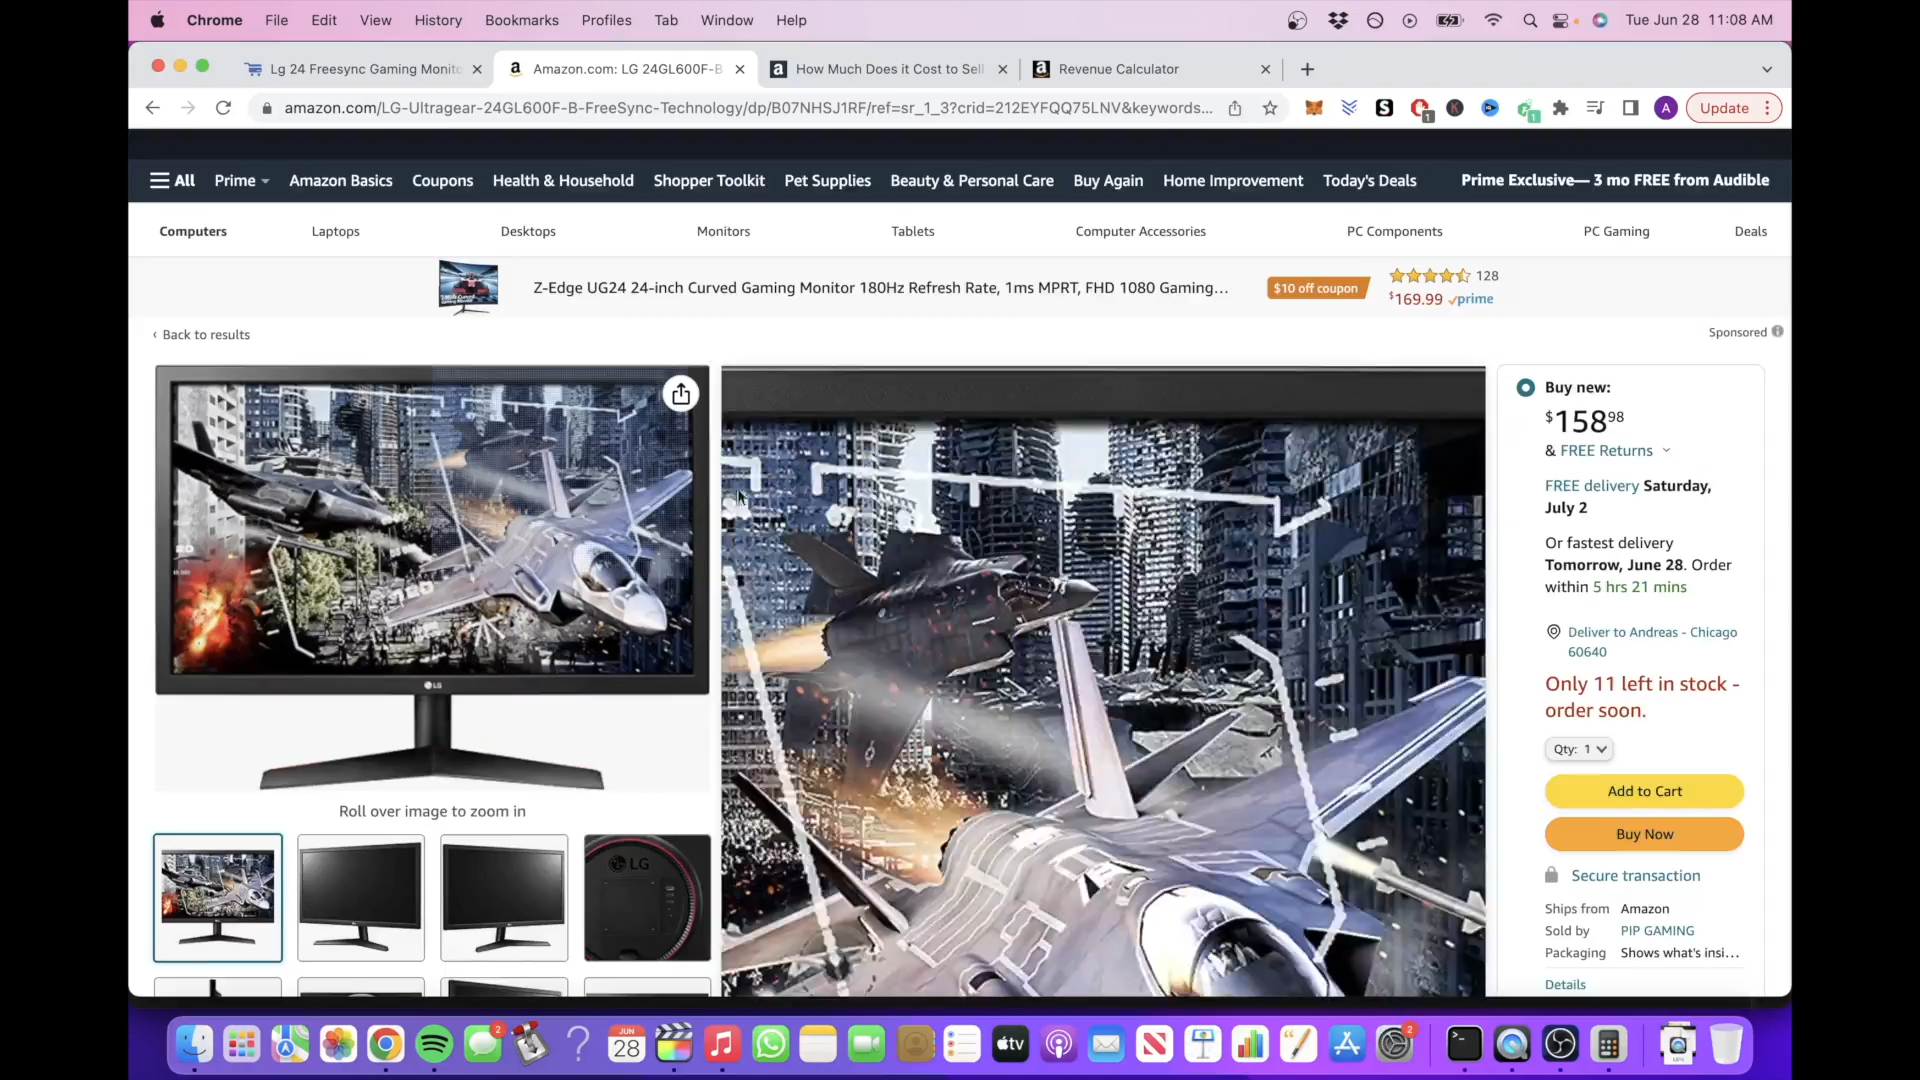 Chrome File Edit View History Bookmarks Profiles Tab Window Help
Tue Jun 28 11:08 AM
Lg 24 Freesync Gaming Monito
Amazon.com: LG 24GL600F-B
How Much Does it Cost to Sell
Revenue Calculator
amazon.com/LG-Ultragear-24GL600F-B-FreeSync-Technology/dp/B07NHSJ1RF/ref=sr_1_3?crid=212EYFQQ75LNV&keywords...
1
1
A
Update
All Prime Amazon Basics Coupons Health & Household Shopper Toolkit Pet Supplies Beauty & Personal Care Buy Again Home Improvement Today's Deals Prime Exclusive— 3 mo FREE from Audible
Computers Laptops Desktops Monitors Tablets Computer Accessories PC Components PC Gaming Deals
Z-Edge UG24 24-inch Curved Gaming Monitor 180Hz Refresh Rate, 1ms MPRT, FHD 1080 Gaming...
$10 off coupon
128
$169.99 prime
‹ Back to results
Sponsored
LG
Roll over image to zoom in
LG
Buy new:
$158.98
& FREE Returns
FREE delivery Saturday,
July 2
Or fastest delivery
Tomorrow, June 28. Order
within 5 hrs 21 mins
Deliver to Andreas - Chicago
60640
Only 11 left in stock -
order soon.
Qty: 1
Add to Cart
Buy Now
Secure transaction
Ships from Amazon
Sold by PIP GAMING
Packaging Shows what's insi...
Details
2
JUN
28
tv
2